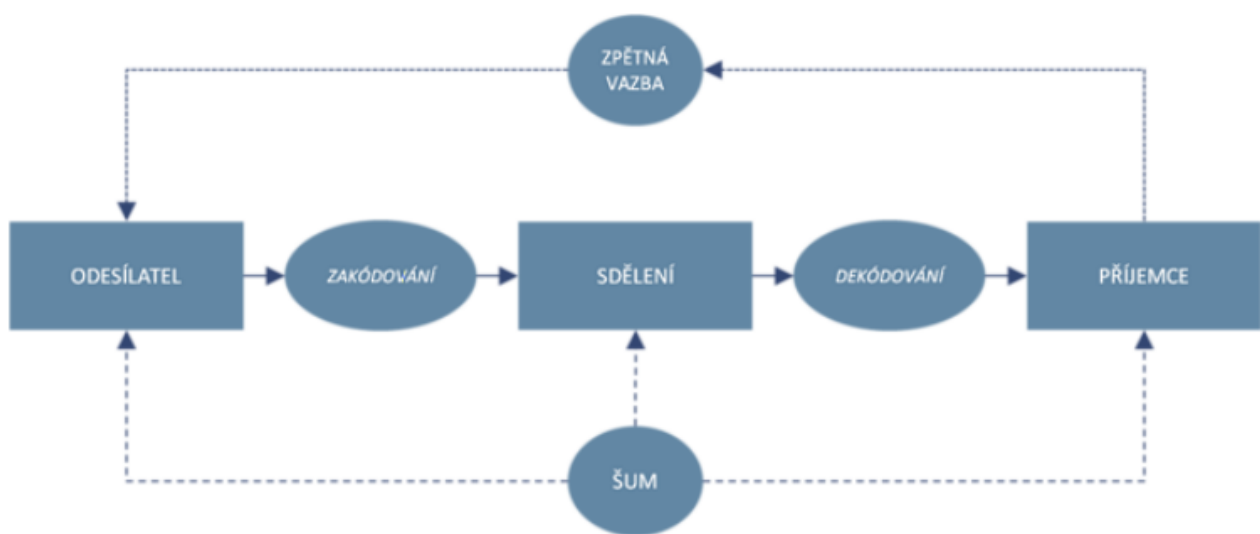 ZPĚTNÁ
VAZBA
ODESÍLATEL
ZAKÓDOVÁNÍ
SDĚLENÍ
DEKÓDOVÁNÍ
PŘÍJEMCE
ŠUM